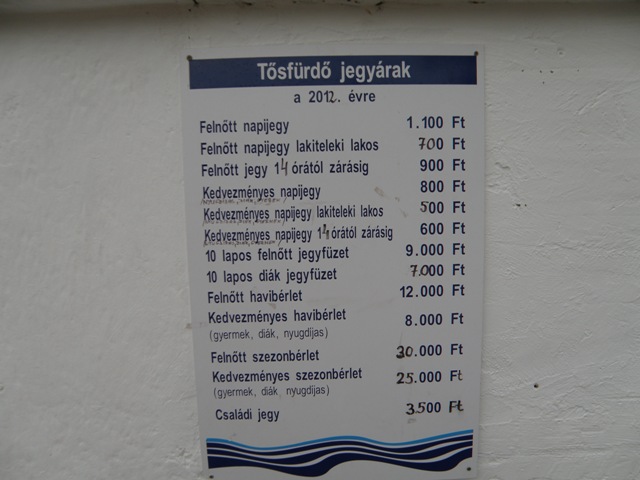 Tősfürdő jegyárak
a 2012. évre
Felnőtt napijegy 1.100 Ft
Felnőtt napijegy lakiteleki lakos 700 Ft
Felnőtt jegy 14 órától zárásig 900 Ft
Kedvezményes napijegy 800 Ft
Kedvezményes napijegy lakiteleki lakos 500 Ft
Kedvezményes napijegy 14 órától zárásig 600 Ft
10 lapos felnőtt jegyfüzet 9.000 Ft
10 lapos diák jegyfüzet 7.000 Ft
Felnőtt havibérlet 12.000 Ft
Kedvezményes havibérlet 8.000 Ft
(gyermek, diák, nyugdíjas)
Felnőtt szezonbérlet 30.000 Ft
Kedvezményes szezonbérlet 25.000 Ft
(gyermek, diák, nyugdíjas)
Családi jegy 3.500 Ft